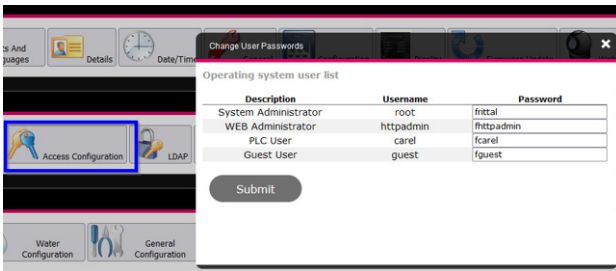 Change User Passwords
ts And
guages
Details
Date/Time
Operating system user list
Description Username Password
System Administrator root frittal
WEB Administrator httpadmin fhttpadmin
PLC User carel fcarel
Guest User guest fguest
Submit
Access Configuration
LDAP
Water
Configuration
General
Configuration